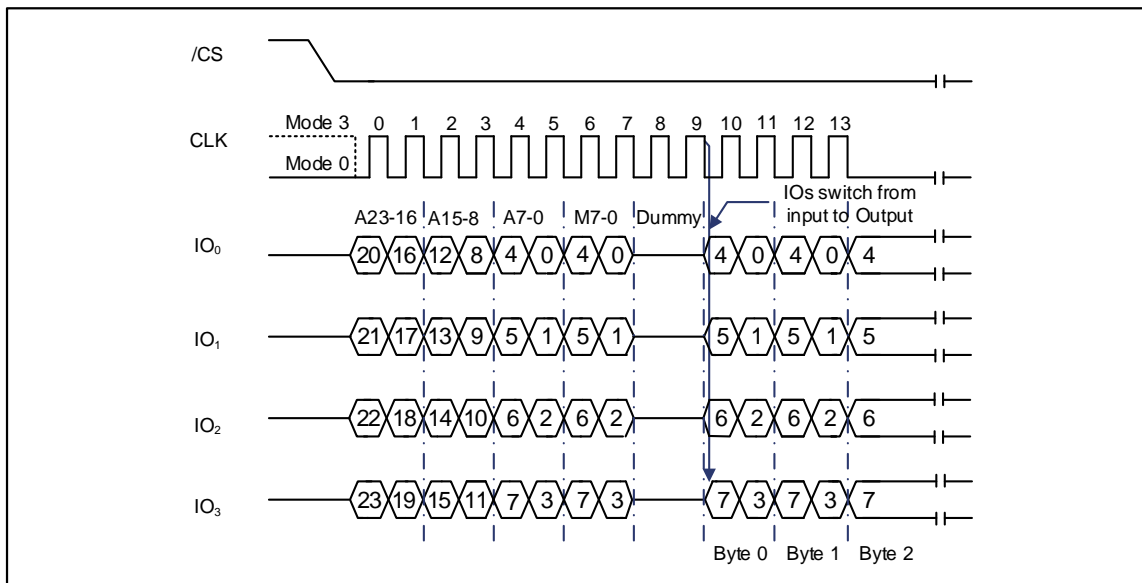 /CS
Mode 3
CLK
0 1 2 3 4 5 6 7 8 9 10 11 12 13
Mode 0
IOs switch from
input to Output
A23-16 A15-8 A7-0 M7-0 Dummy
IO₀ 20 16 12 8 4 0 4 0 4 0 4 0 4
IO₁ 21 17 13 9 5 1 5 1 5 1 5 1 5
IO₂ 22 18 14 10 6 2 6 2 6 2 6 2 6
IO₃ 23 19 15 11 7 3 7 3 7 3 7 3 7
Byte 0 Byte 1 Byte 2